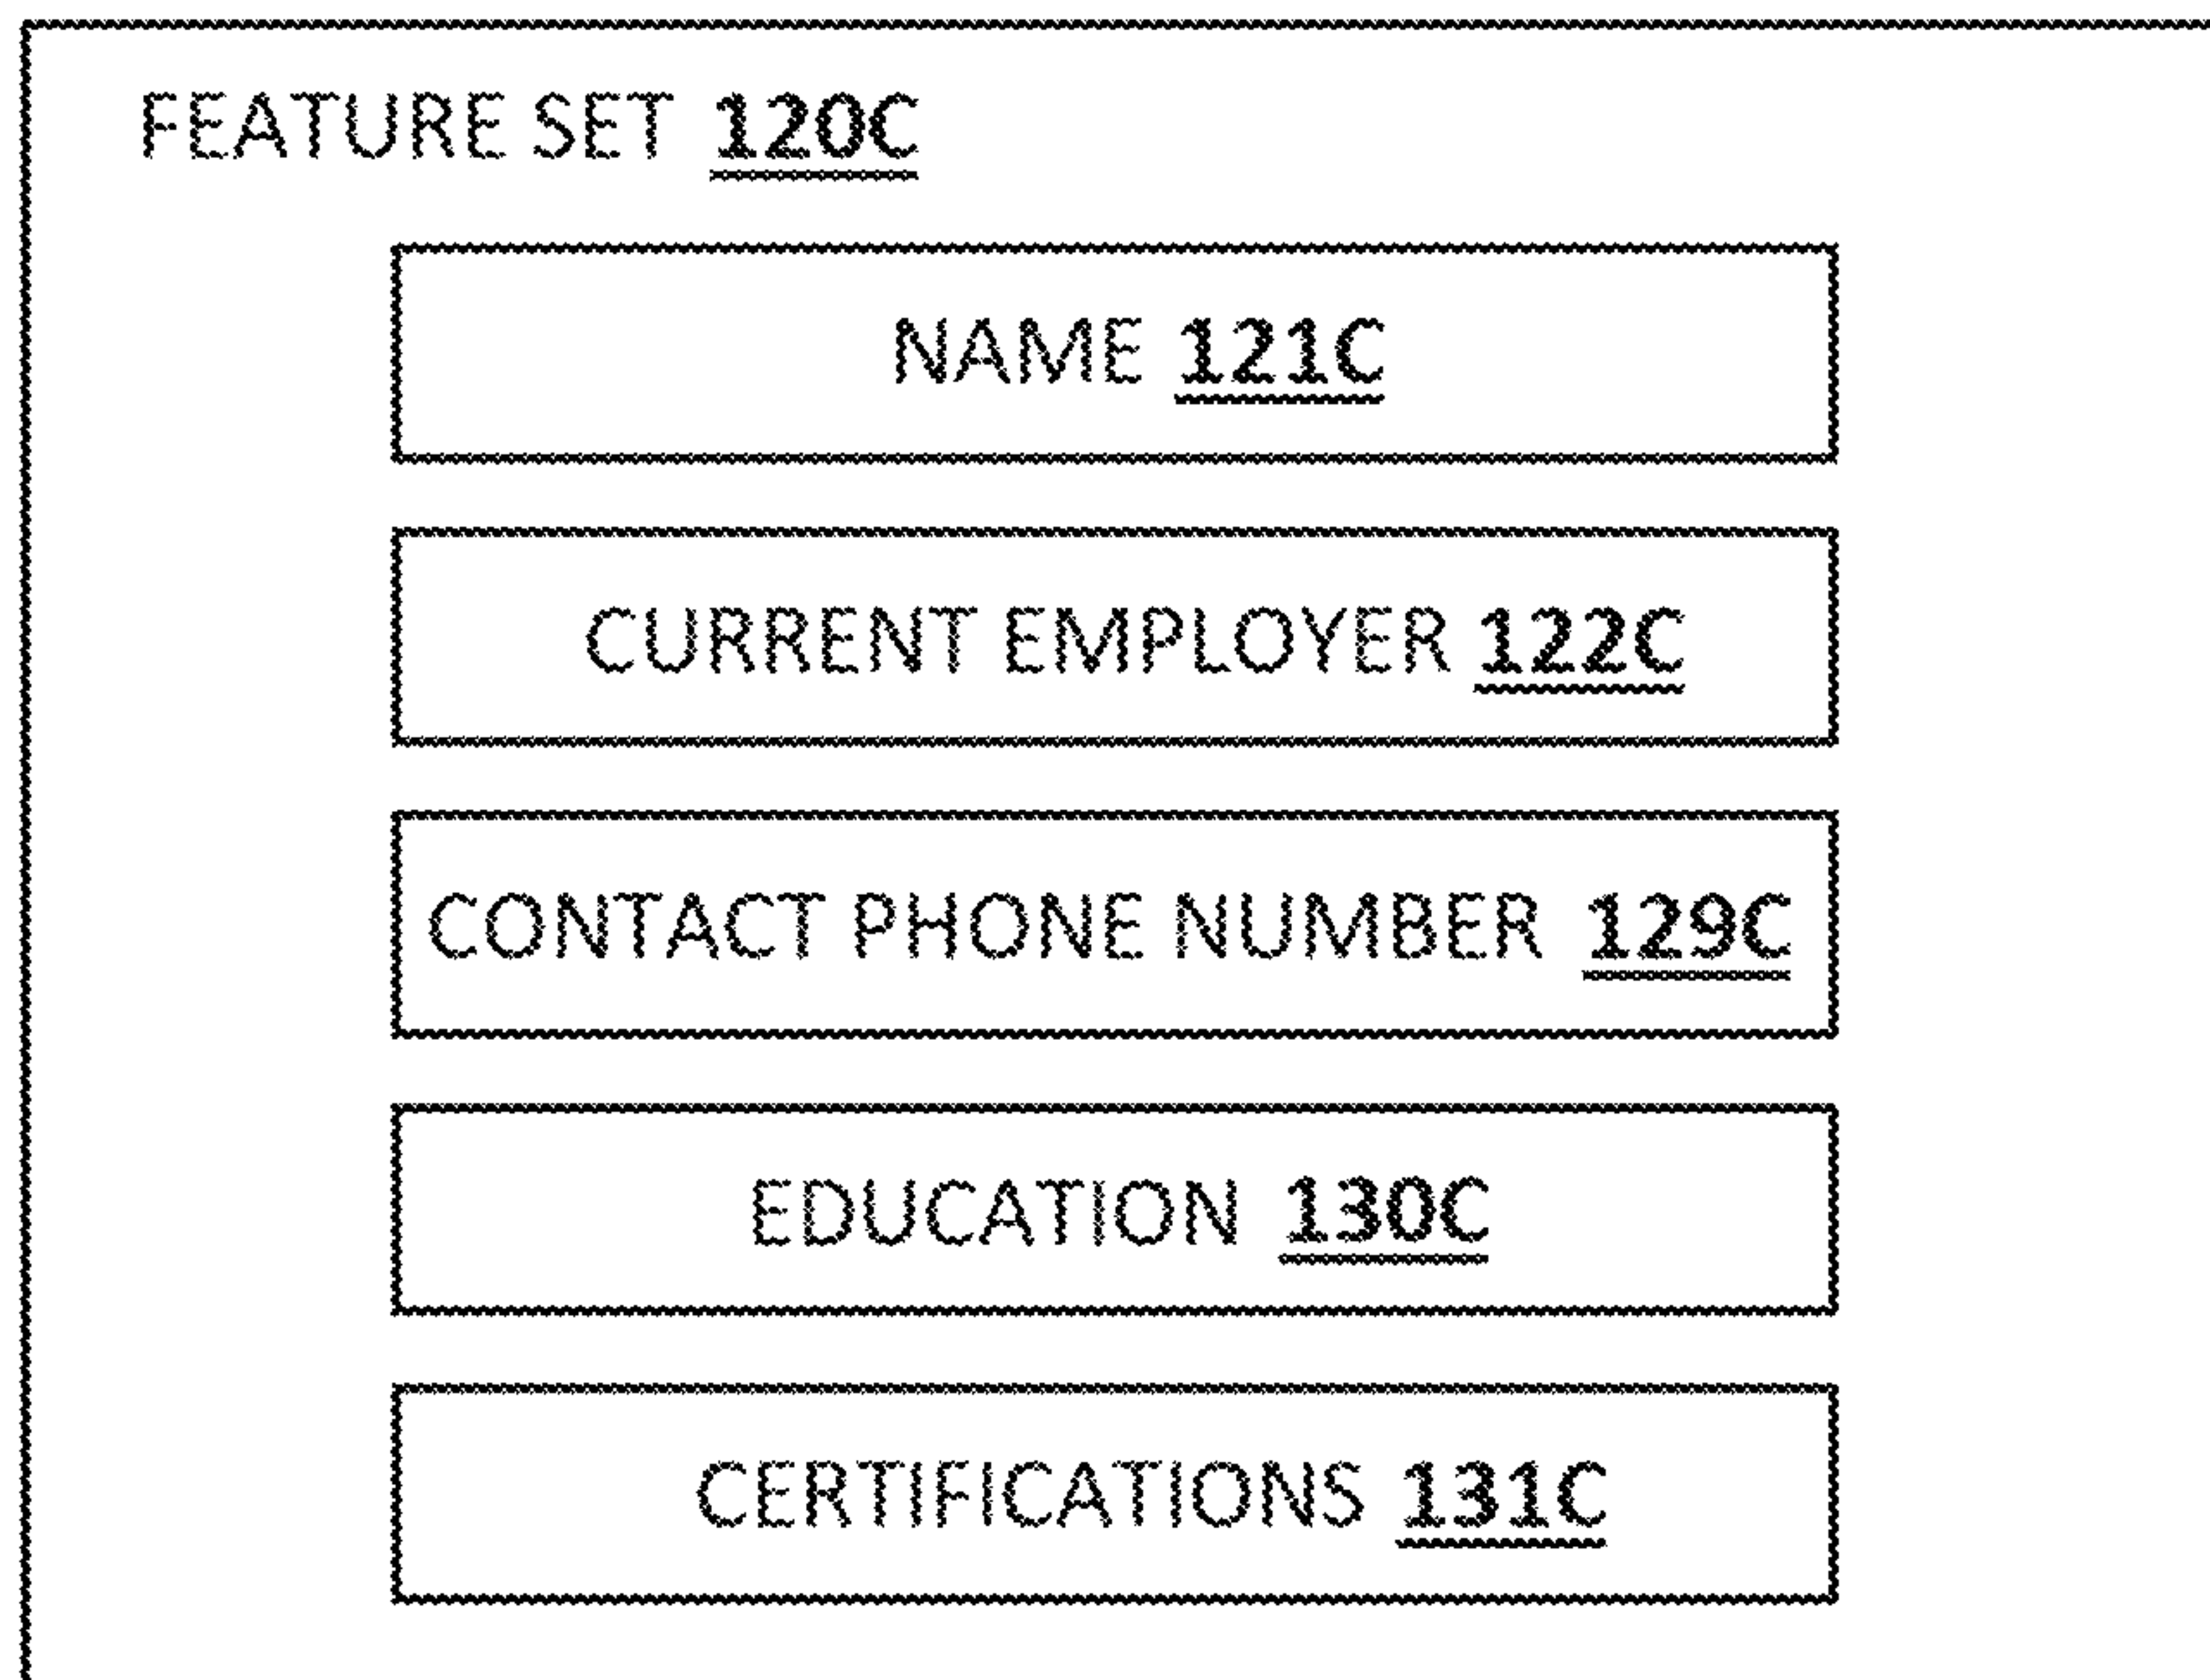 FEATURE SET 120C
NAME 121C
CURRENT EMPLOYER 122C
CONTACT PHONE NUMBER 129C
EDUCATION 130C
CERTIFICATIONS 131C